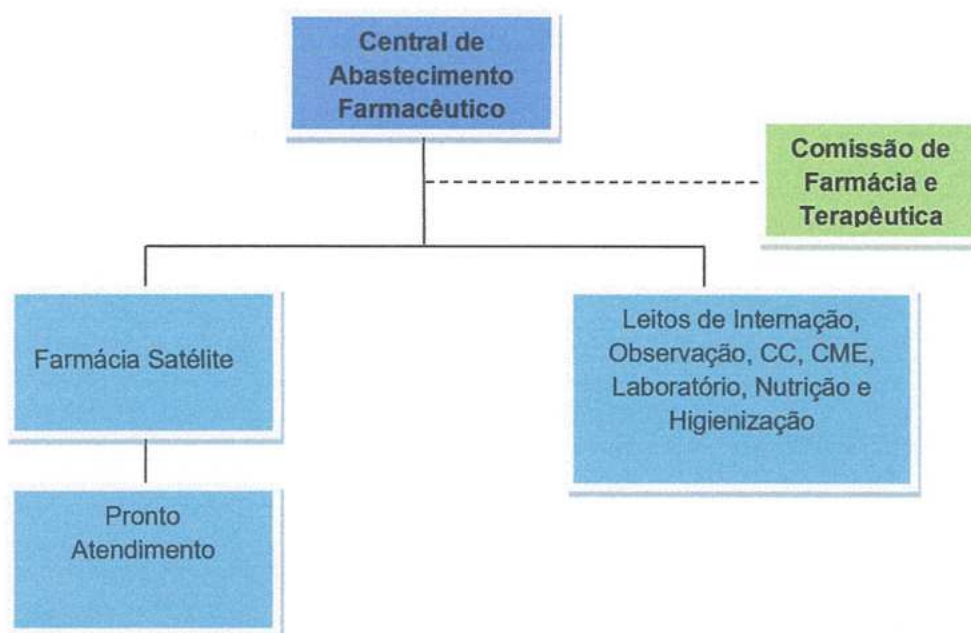 Central de
Abastecimento
Farmacêutico
Comissão de
Farmácia e
Terapêutica
Farmácia Satélite
Leitos de Internação,
Observação, CC, CME,
Laboratório, Nutrição e
Higienização
Pronto
Atendimento